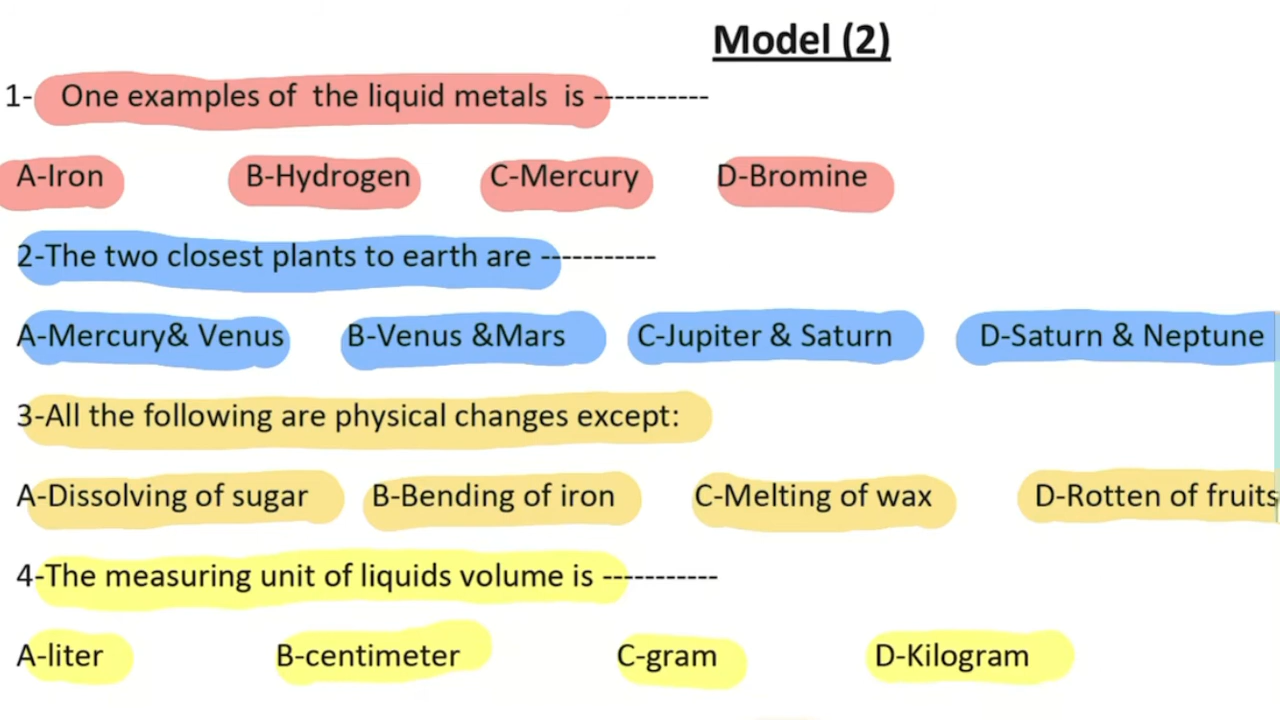 Model (2)
1- One examples of the liquid metals is -----------
A-Iron B-Hydrogen C-Mercury D-Bromine
2-The two closest plants to earth are -----------
A-Mercury& Venus B-Venus &Mars C-Jupiter & Saturn D-Saturn & Neptune
3-All the following are physical changes except:
A-Dissolving of sugar B-Bending of iron C-Melting of wax D-Rotten of fruits
4-The measuring unit of liquids volume is -----------
A-liter B-centimeter C-gram D-Kilogram